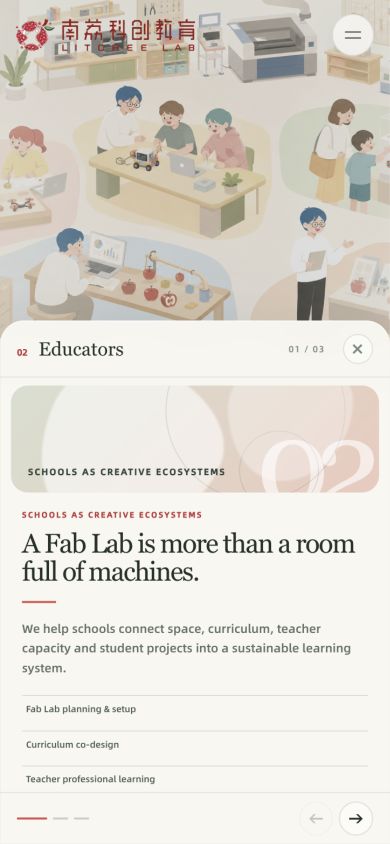 南荔科创教育
LITCHEE LAB
02 Educators 01 / 03
SCHOOLS AS CREATIVE ECOSYSTEMS
02
SCHOOLS AS CREATIVE ECOSYSTEMS
A Fab Lab is more than a room
full of machines.
We help schools connect space, curriculum, teacher
capacity and student projects into a sustainable learning
system.
Fab Lab planning & setup
Curriculum co-design
Teacher professional learning